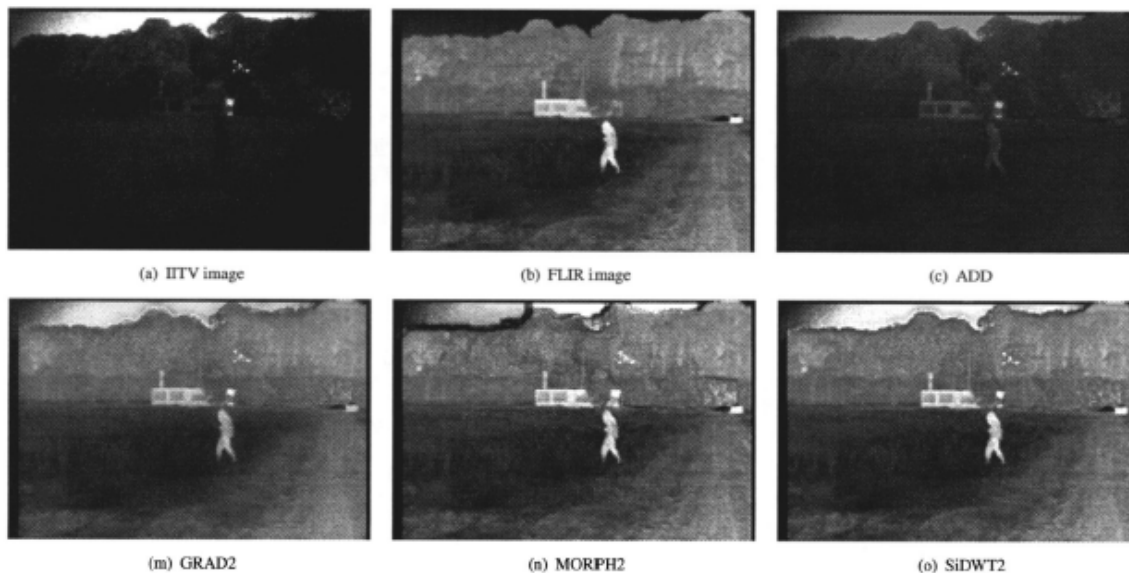 (a) IITV image
(b) FLIR image
(c) ADD
(m) GRAD2
(n) MORPH2
(o) SiDWT2